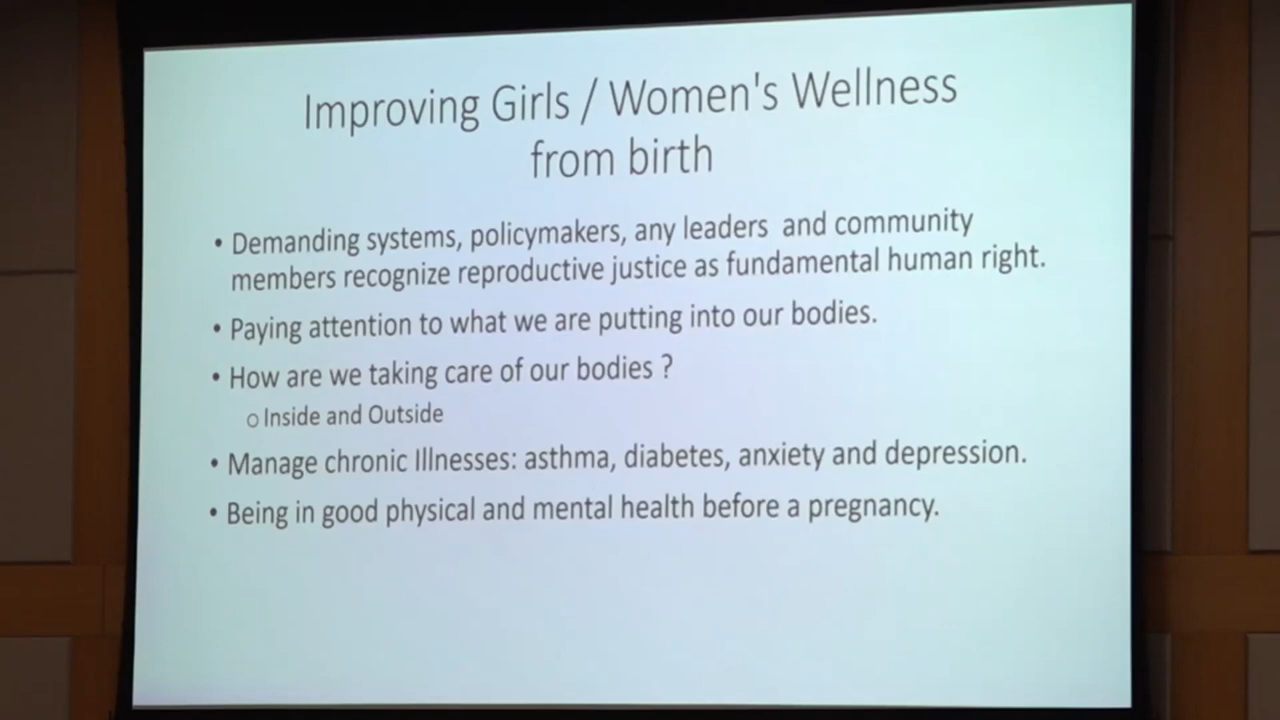 Improving Girls / Women's Wellness
from birth
• Demanding systems, policymakers, any leaders and community
members recognize reproductive justice as fundamental human right.
• Paying attention to what we are putting into our bodies.
• How are we taking care of our bodies ?
○ Inside and Outside
• Manage chronic Illnesses: asthma, diabetes, anxiety and depression.
• Being in good physical and mental health before a pregnancy.